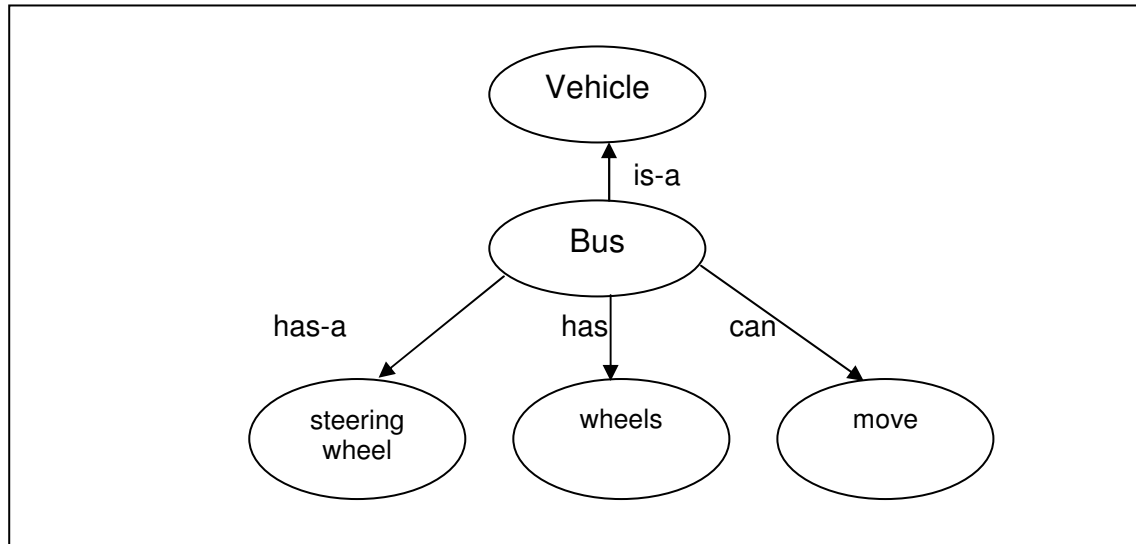 Vehicle
is-a
Bus
has-a
has
can
steering
wheel
wheels
move